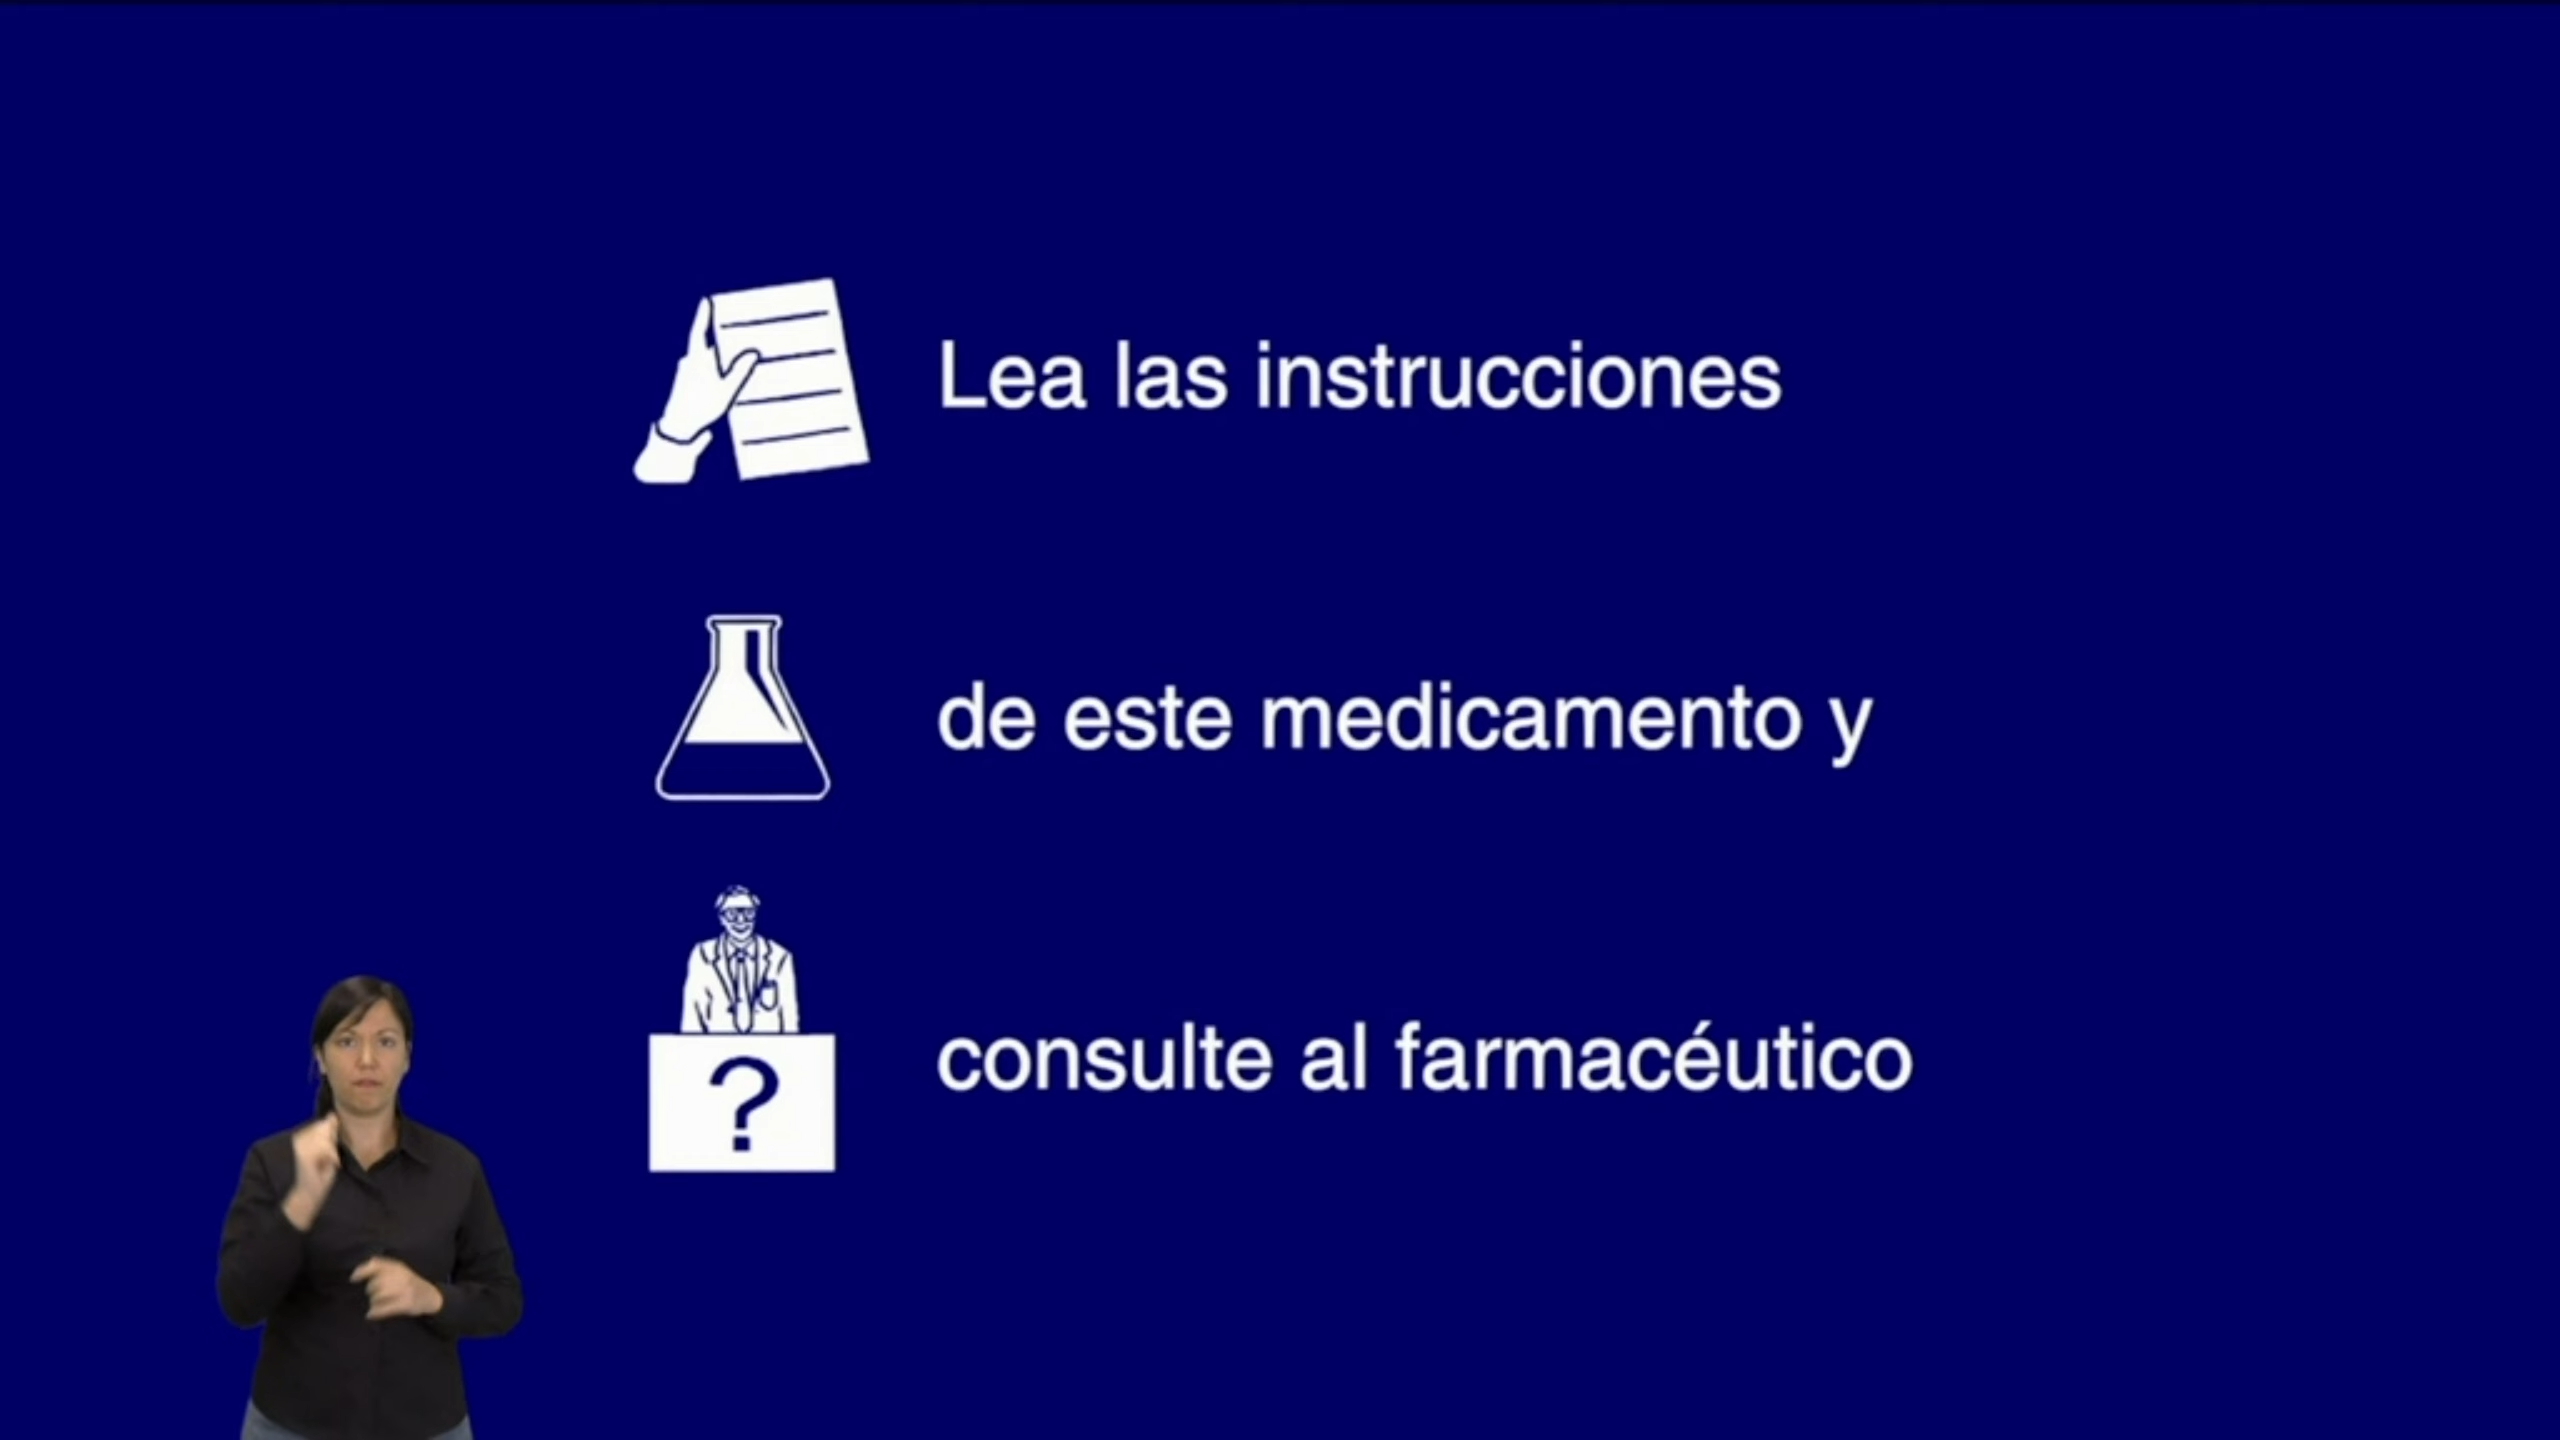 Lea las instrucciones
de este medicamento y
consulte al farmacéutico
?